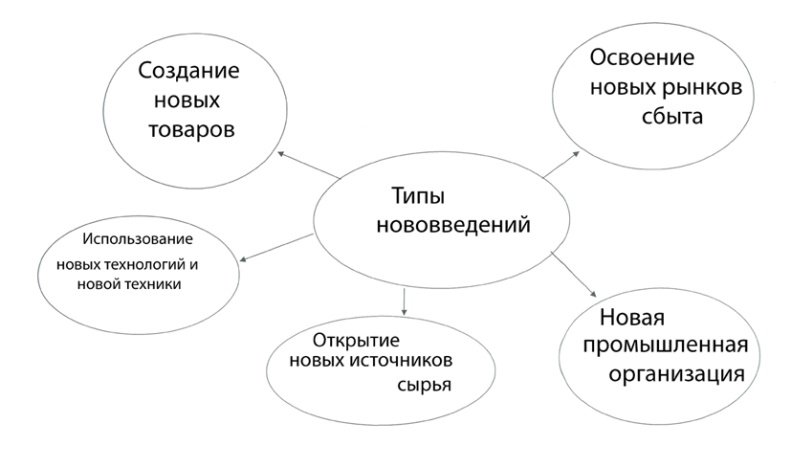 Создание
новых
товаров
Освоение
новых рынков
сбыта
Типы
нововведений
Использование
новых технологий и
новой техники
Открытие
новых источников
сырья
Новая
промышленная
организация